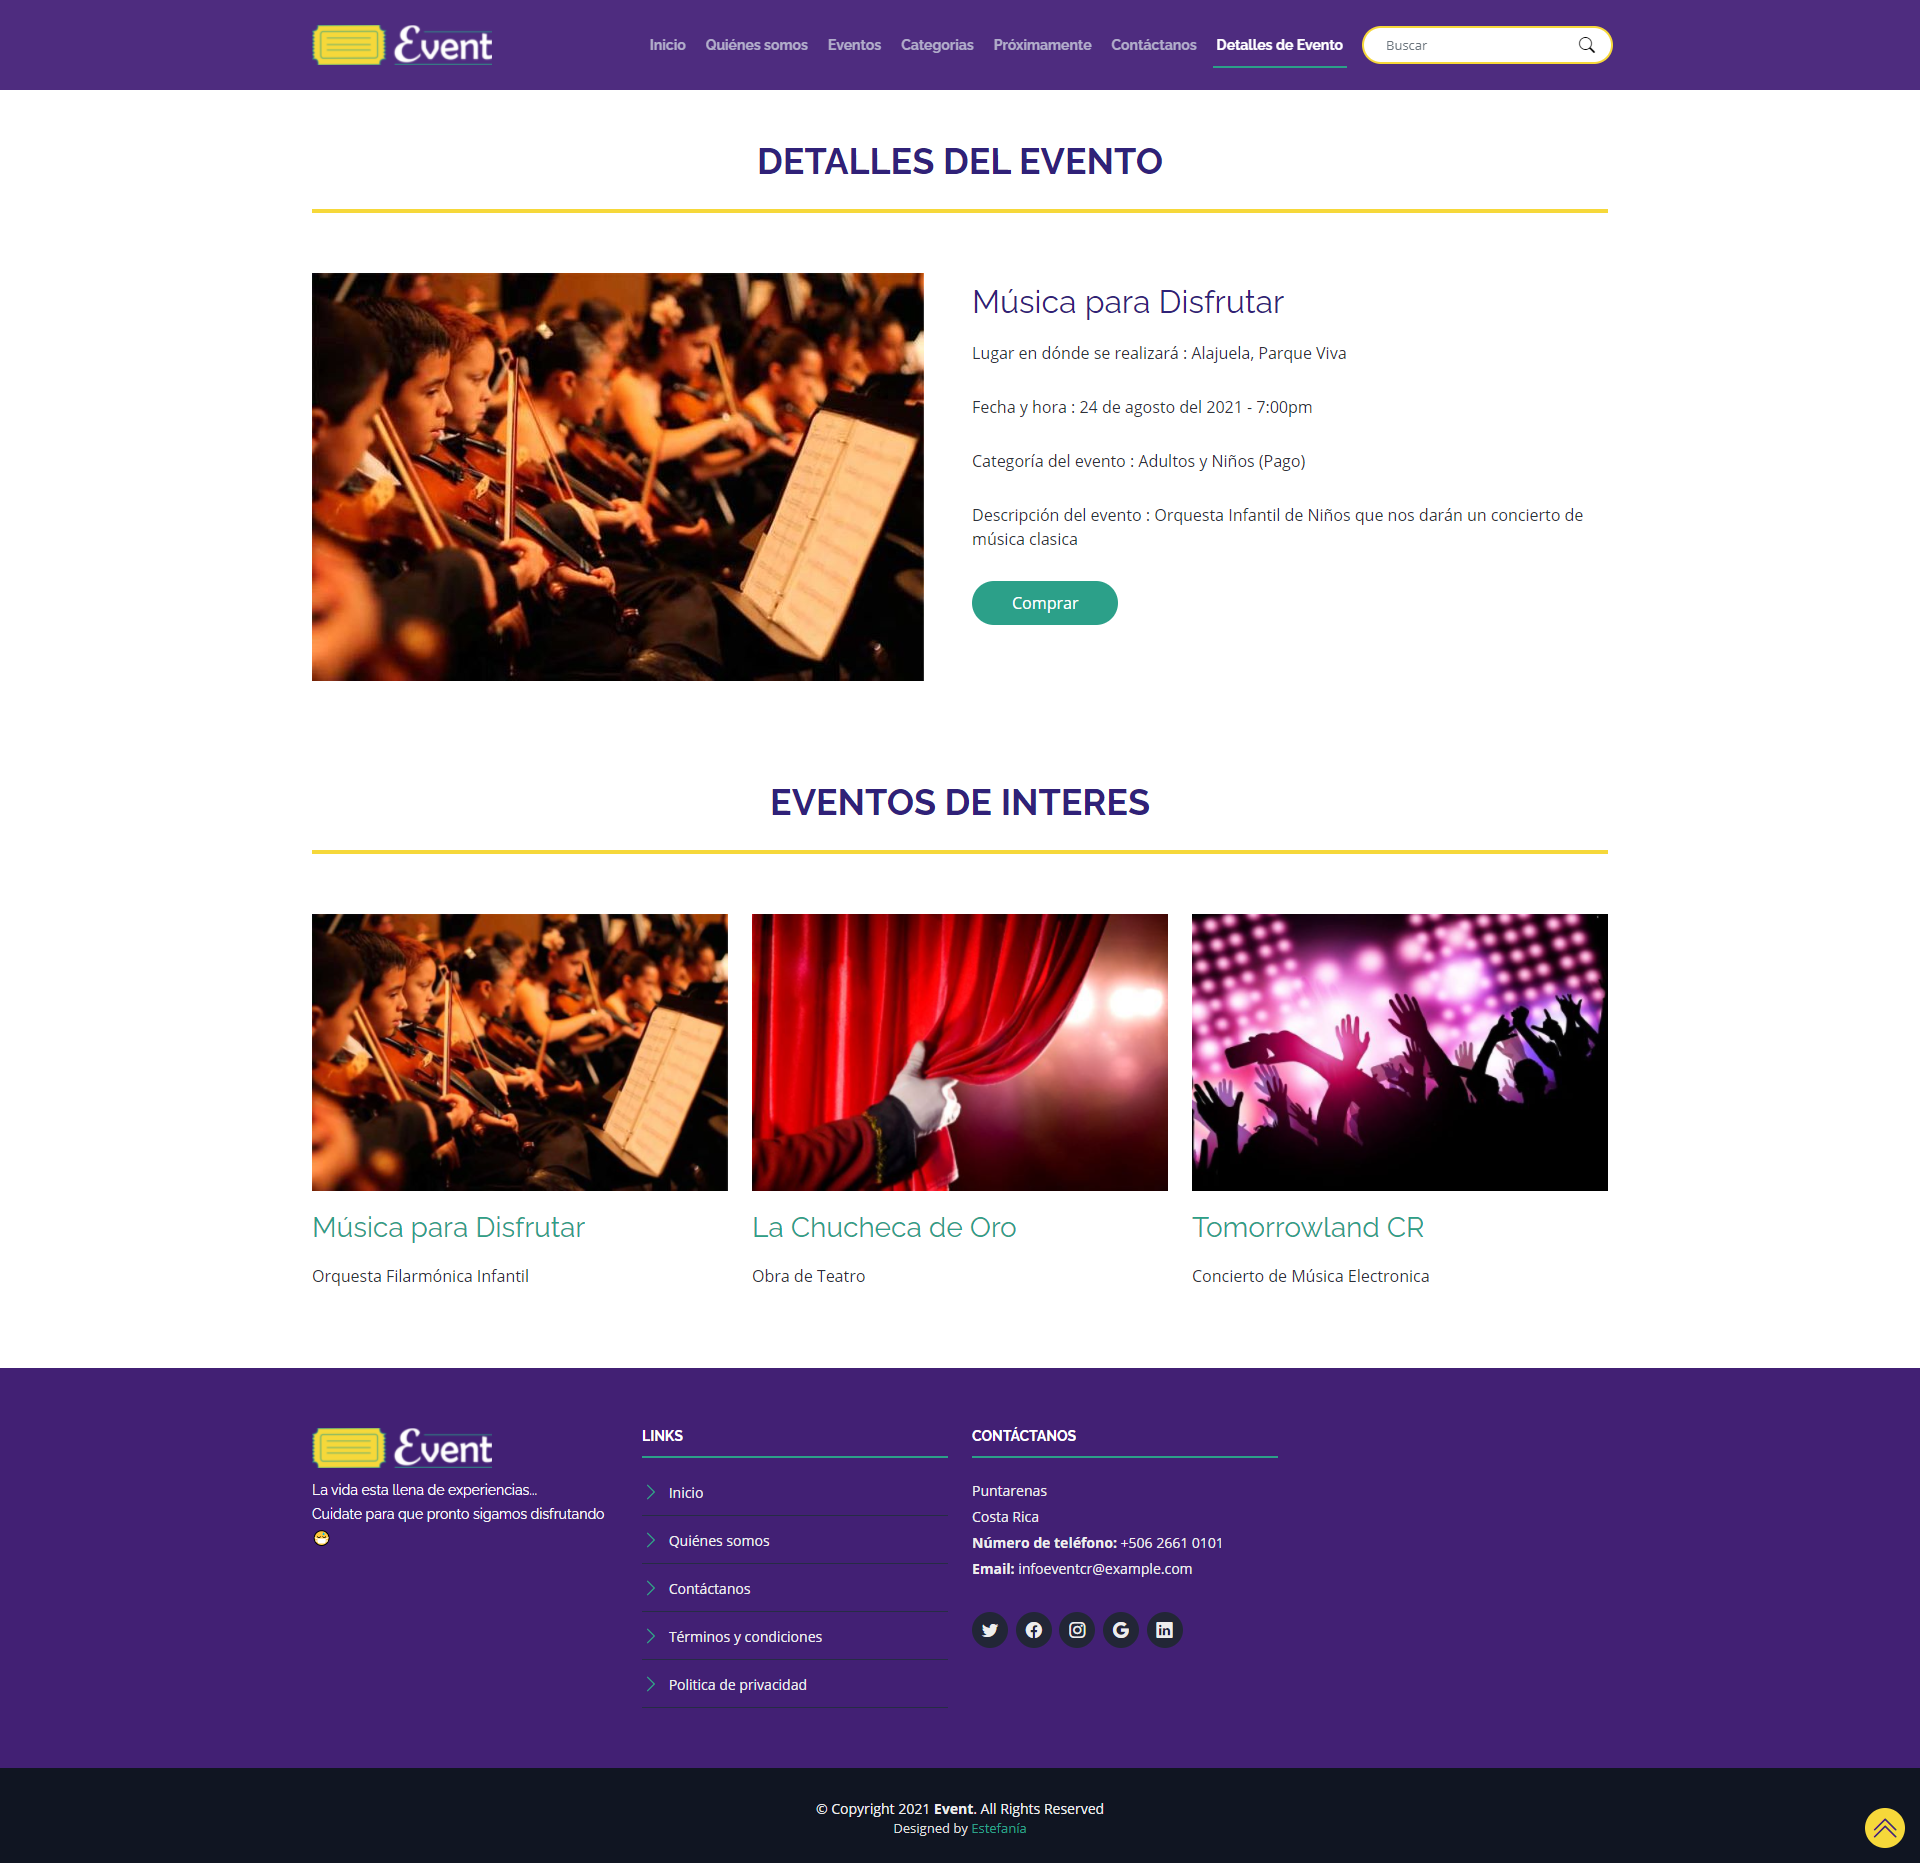 Event
Inicio Quiénes somos Eventos Categorias Próximamente Contáctanos Detalles de Evento Buscar
DETALLES DEL EVENTO
Música para Disfrutar
Lugar en dónde se realizará : Alajuela, Parque Viva
Fecha y hora : 24 de agosto del 2021 - 7:00pm
Categoría del evento : Adultos y Niños (Pago)
Descripción del evento : Orquesta Infantil de Niños que nos darán un concierto de
música clasica
Comprar
EVENTOS DE INTERES
Música para Disfrutar
Orquesta Filarmónica Infantil
La Chucheca de Oro
Obra de Teatro
Tomorrowland CR
Concierto de Música Electronica
Event
La vida esta llena de experiencias...
Cuidate para que pronto sigamos disfrutando
LINKS
Inicio
Quiénes somos
Contáctanos
Términos y condiciones
Politica de privacidad
CONTÁCTANOS
Puntarenas
Costa Rica
Número de teléfono: +506 2661 0101
Email: infoeventcr@example.com
© Copyright 2021 Event. All Rights Reserved
Designed by Estefanía